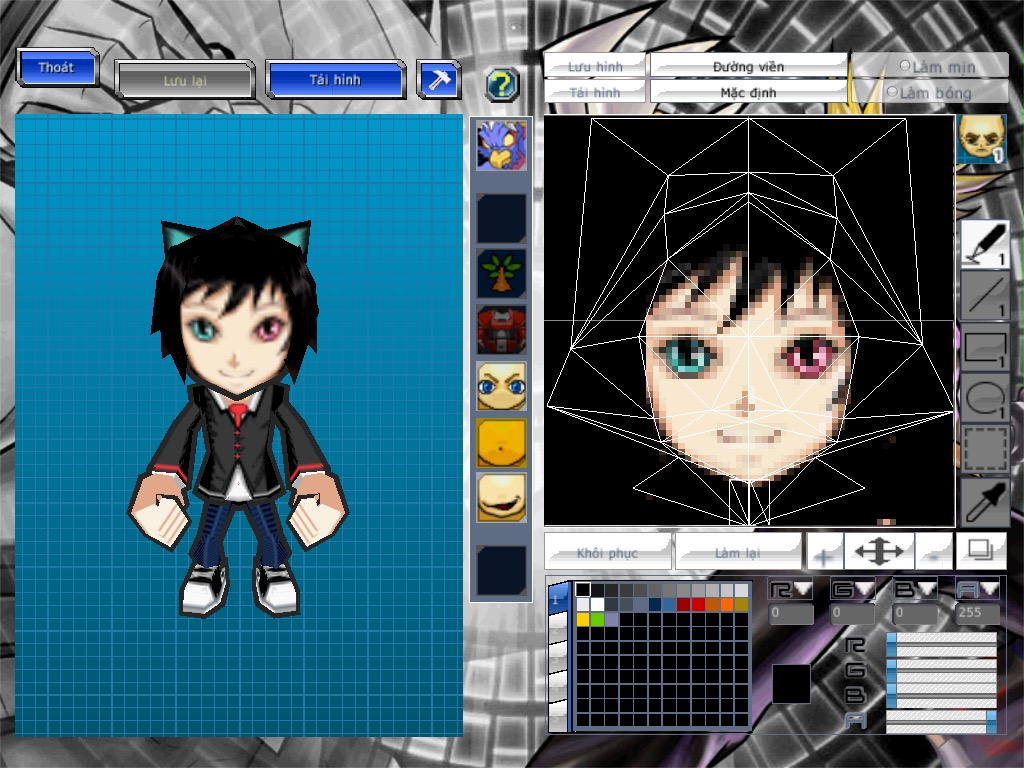 Thoát
Lưu lại
Tải hình
Lưu hình
Đường viền
Làm mịn
Tải hình
Mặc định
Làm bóng
1
1
1
1
1
Khôi phục
Làm lại
1
R
G
B
A
0
0
0
255
R
G
B
A